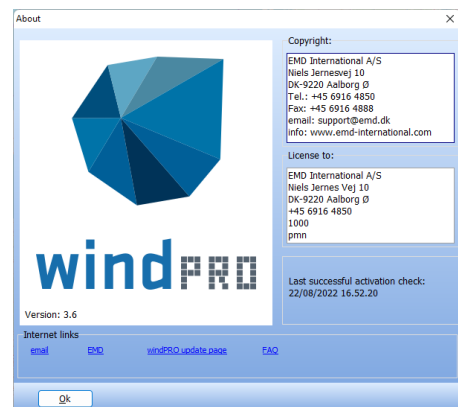 About
Copyright:
EMD International A/S
Niels Jernesvej 10
DK-9220 Aalborg Ø
Tel.: +45 6916 4850
Fax: +45 6916 4888
email: support@emd.dk
info: www.emd-international.com
License to:
EMD International A/S
Niels Jernes Vej 10
DK-9220 Aalborg Ø
+45 6916 4850
1000
pmn
windPRO
Last successful activation check:
22/08/2022 16.52.20
Version: 3.6
Internet links
email EMD windPRO update page FAQ
Ok